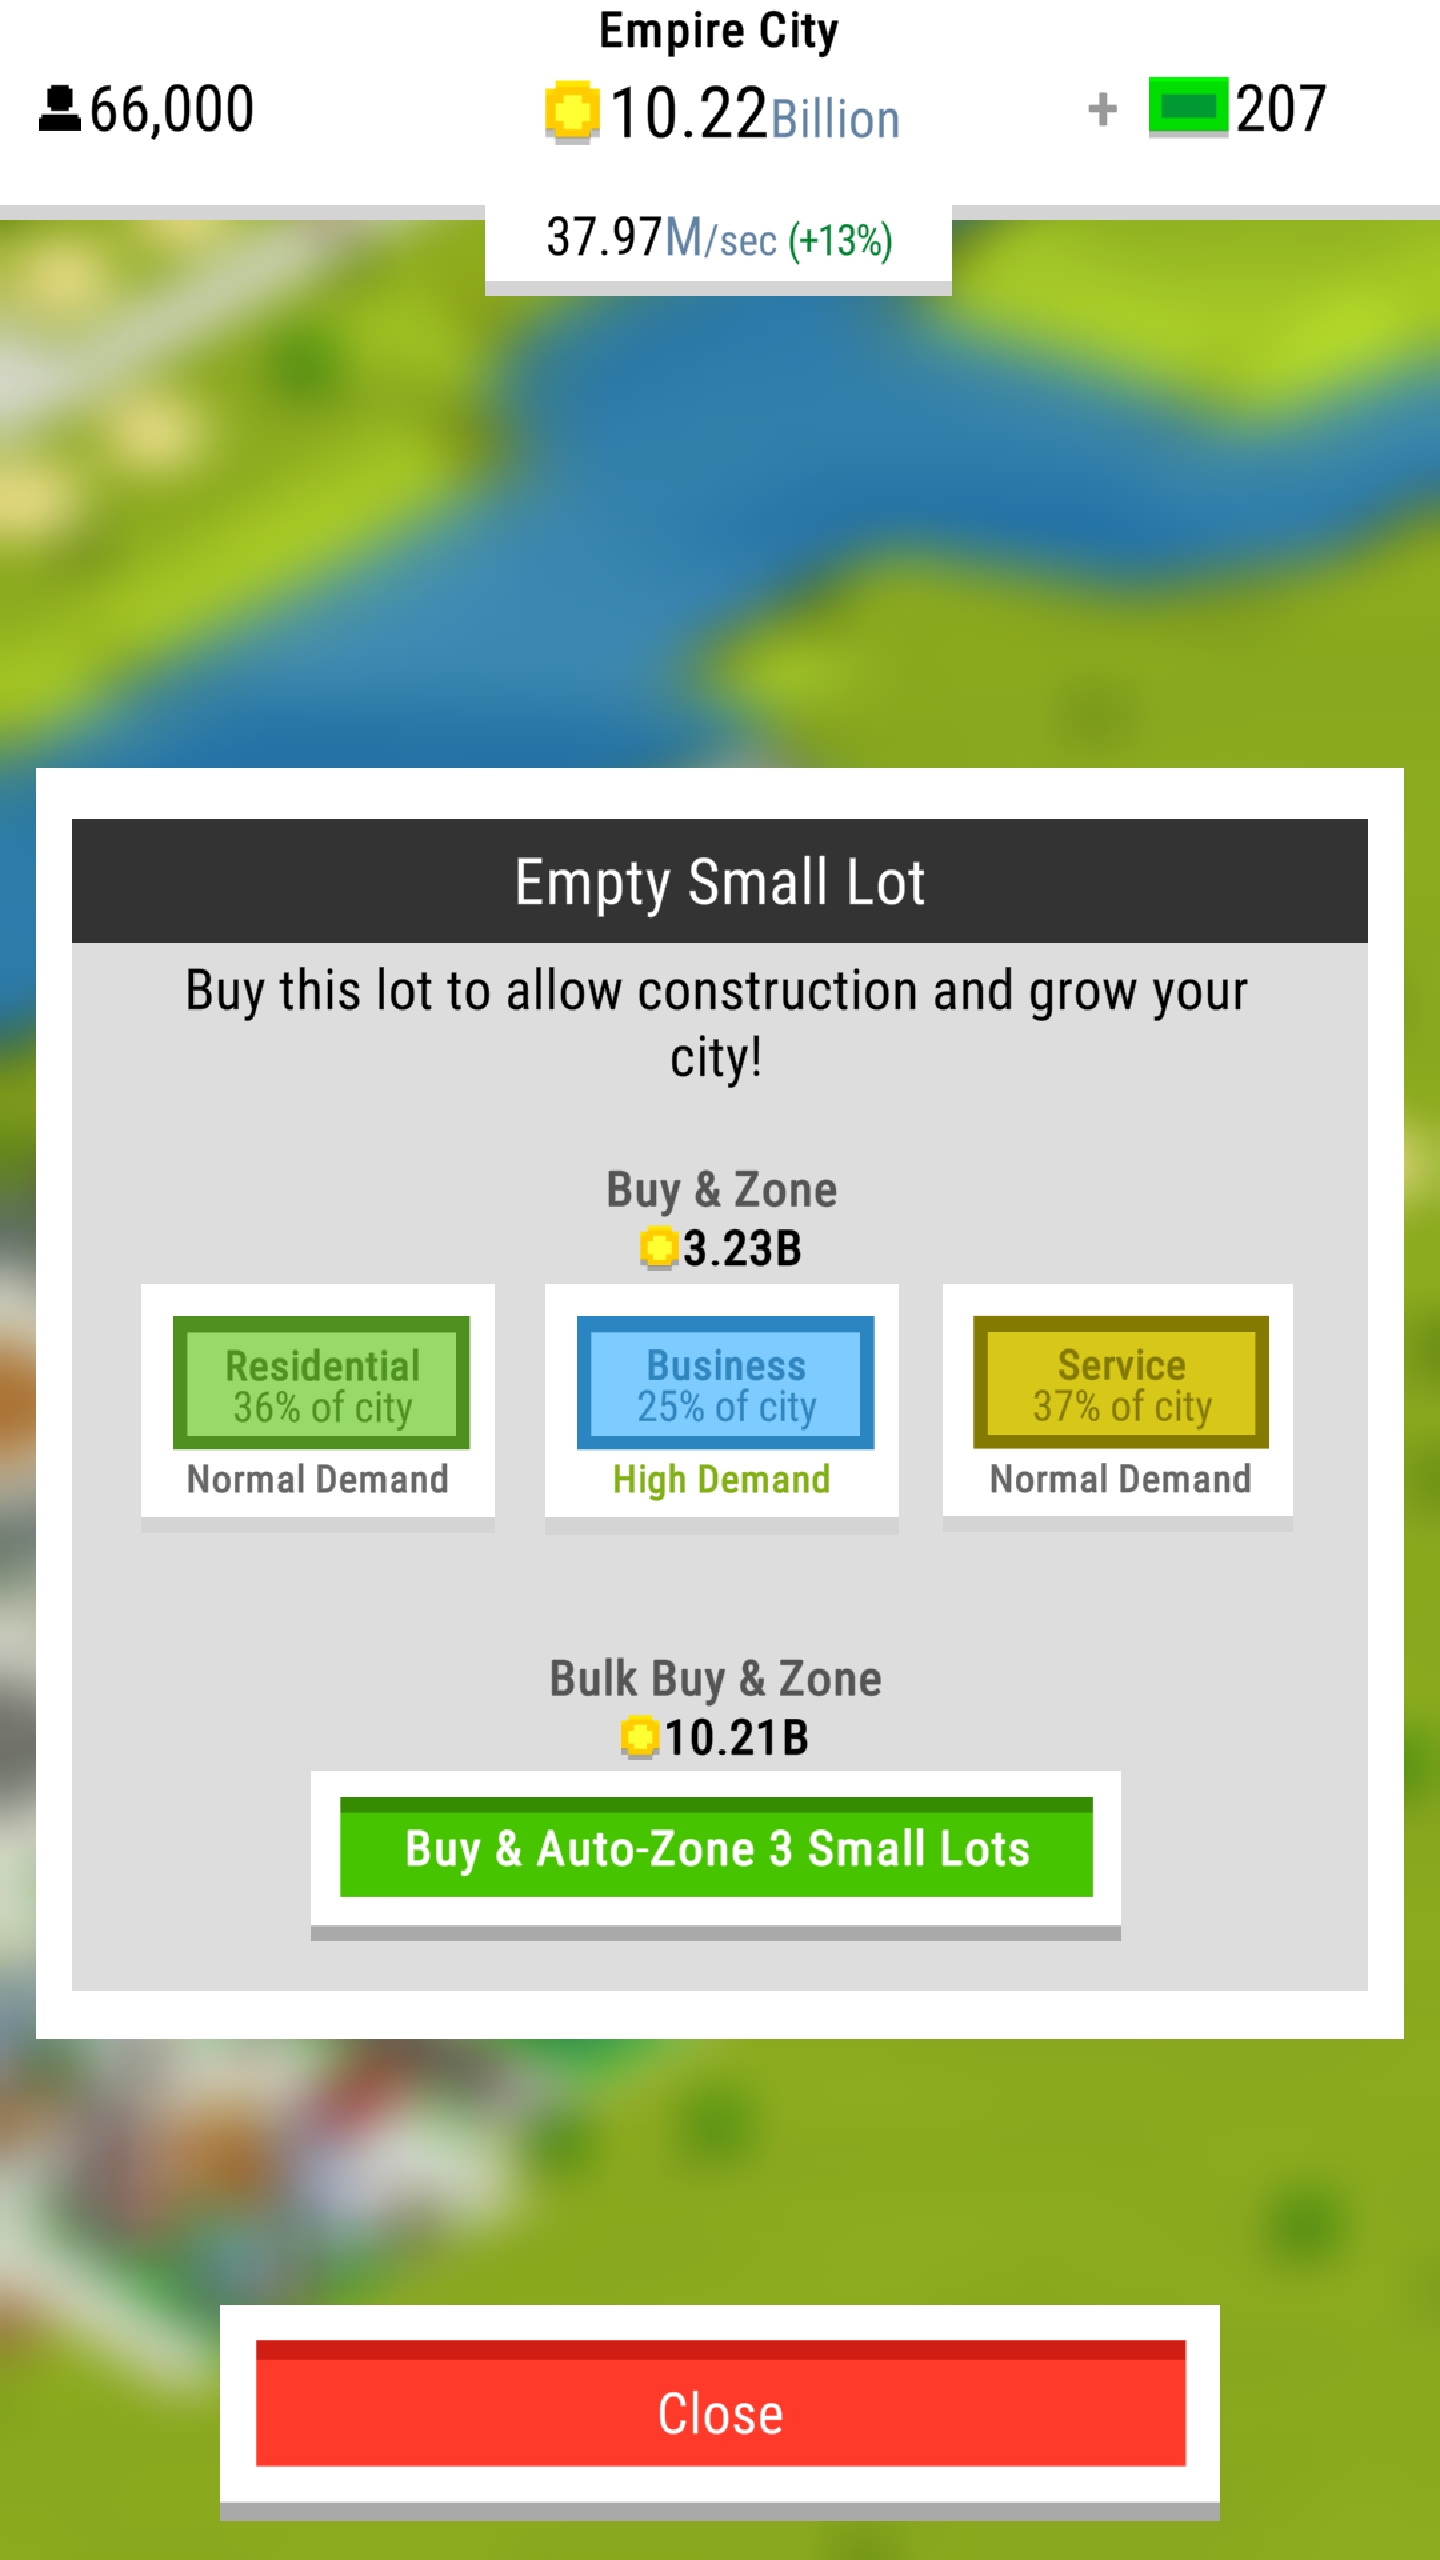 Empire City
66,000
10.22Billion
+ 207
37.97M/sec (+13%)
Empty Small Lot
Buy this lot to allow construction and grow your
city!
Buy & Zone
3.23B
Residential
36% of city
Normal Demand
Business
25% of city
High Demand
Service
37% of city
Normal Demand
Bulk Buy & Zone
10.21B
Buy & Auto-Zone 3 Small Lots
Close